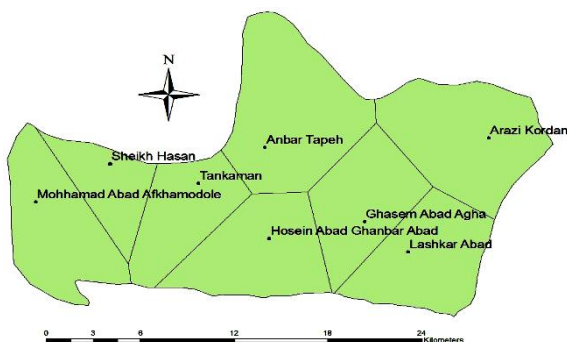 N
Anbar Tapeh
Arazi Kordan
Sheikh Hasan
Tankaman
Mohhamad Abad Afkhamodole
Ghasem Abad Agha
Hosein Abad Ghanbar Abad
Lashkar Abad
0 3 6 12 18 24
Kilometers